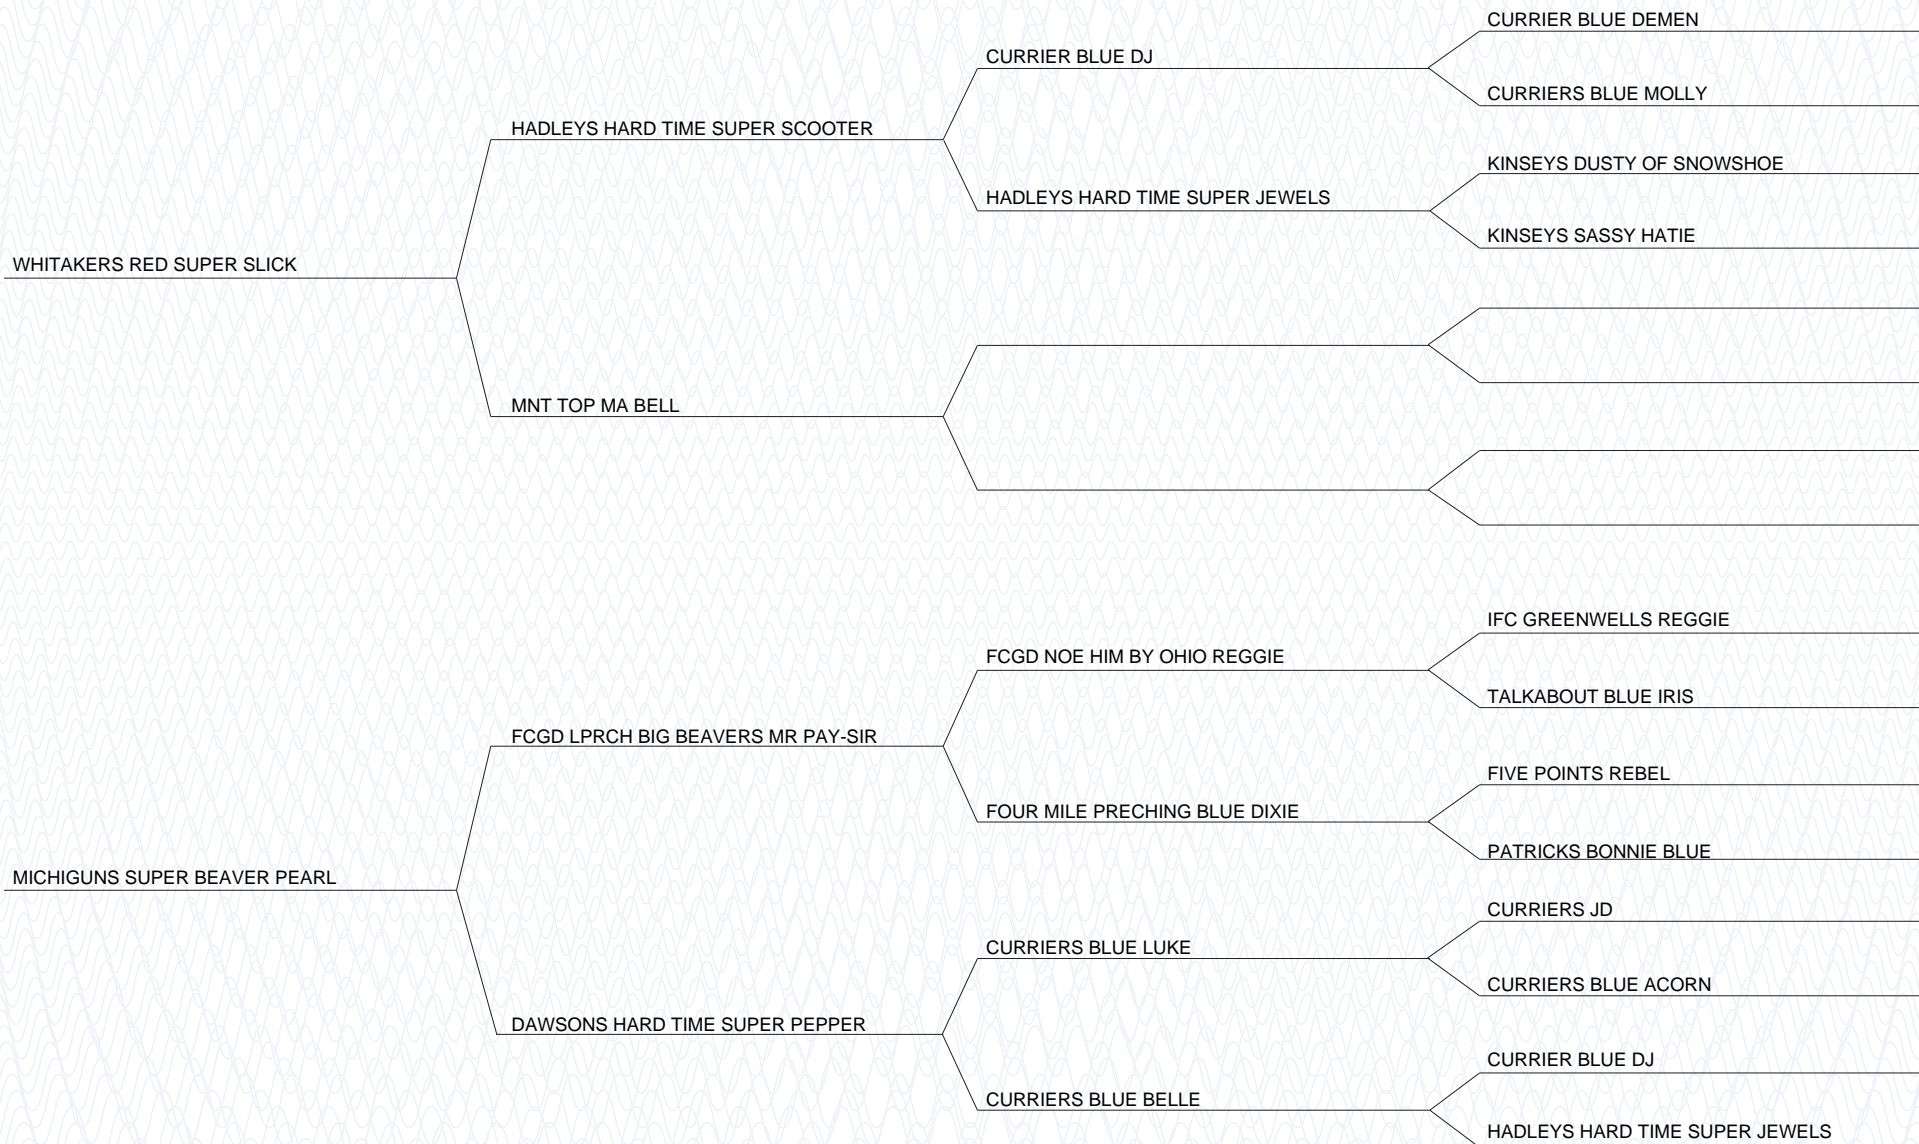 CURRIER BLUE DEMEN
CURRIER BLUE DJ
CURRIERS BLUE MOLLY
HADLEYS HARD TIME SUPER SCOOTER
KINSEYS DUSTY OF SNOWSHOE
HADLEYS HARD TIME SUPER JEWELS
KINSEYS SASSY HATIE
WHITAKERS RED SUPER SLICK
MNT TOP MA BELL
IFC GREENWELLS REGGIE
FCGD NOE HIM BY OHIO REGGIE
TALKABOUT BLUE IRIS
FCGD LPRCH BIG BEAVERS MR PAY-SIR
FIVE POINTS REBEL
FOUR MILE PRECHING BLUE DIXIE
PATRICKS BONNIE BLUE
MICHIGUNS SUPER BEAVER PEARL
CURRIERS JD
CURRIERS BLUE LUKE
CURRIERS BLUE ACORN
DAWSONS HARD TIME SUPER PEPPER
CURRIER BLUE DJ
CURRIERS BLUE BELLE
HADLEYS HARD TIME SUPER JEWELS